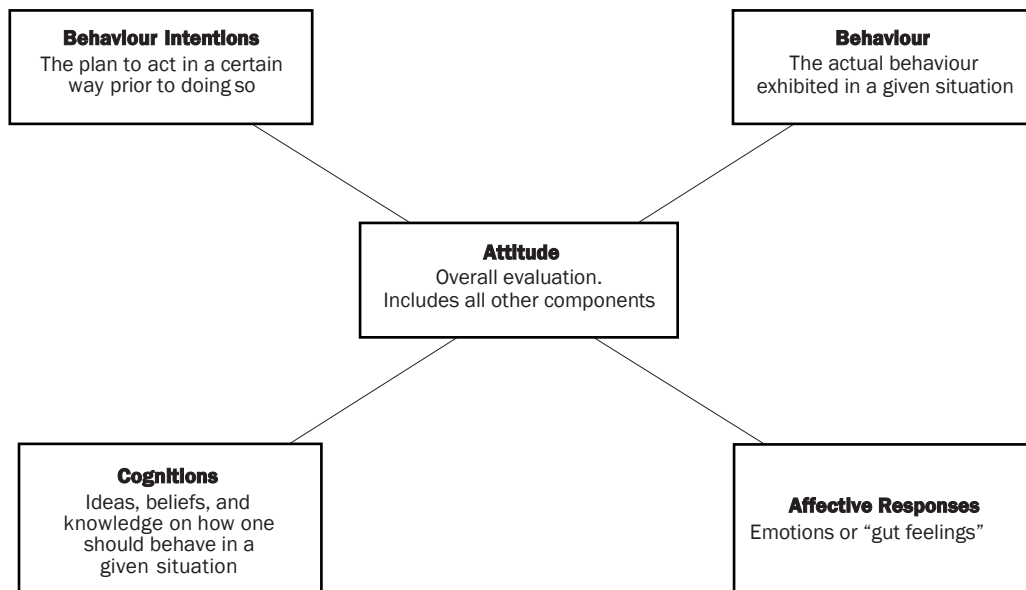 Behaviour Intentions
The plan to act in a certain
way prior to doing so
Behaviour
The actual behaviour
exhibited in a given situation
Attitude
Overall evaluation.
Includes all other components
Cognitions
Ideas, beliefs, and
knowledge on how one
should behave in a
given situation
Affective Responses
Emotions or “gut feelings”